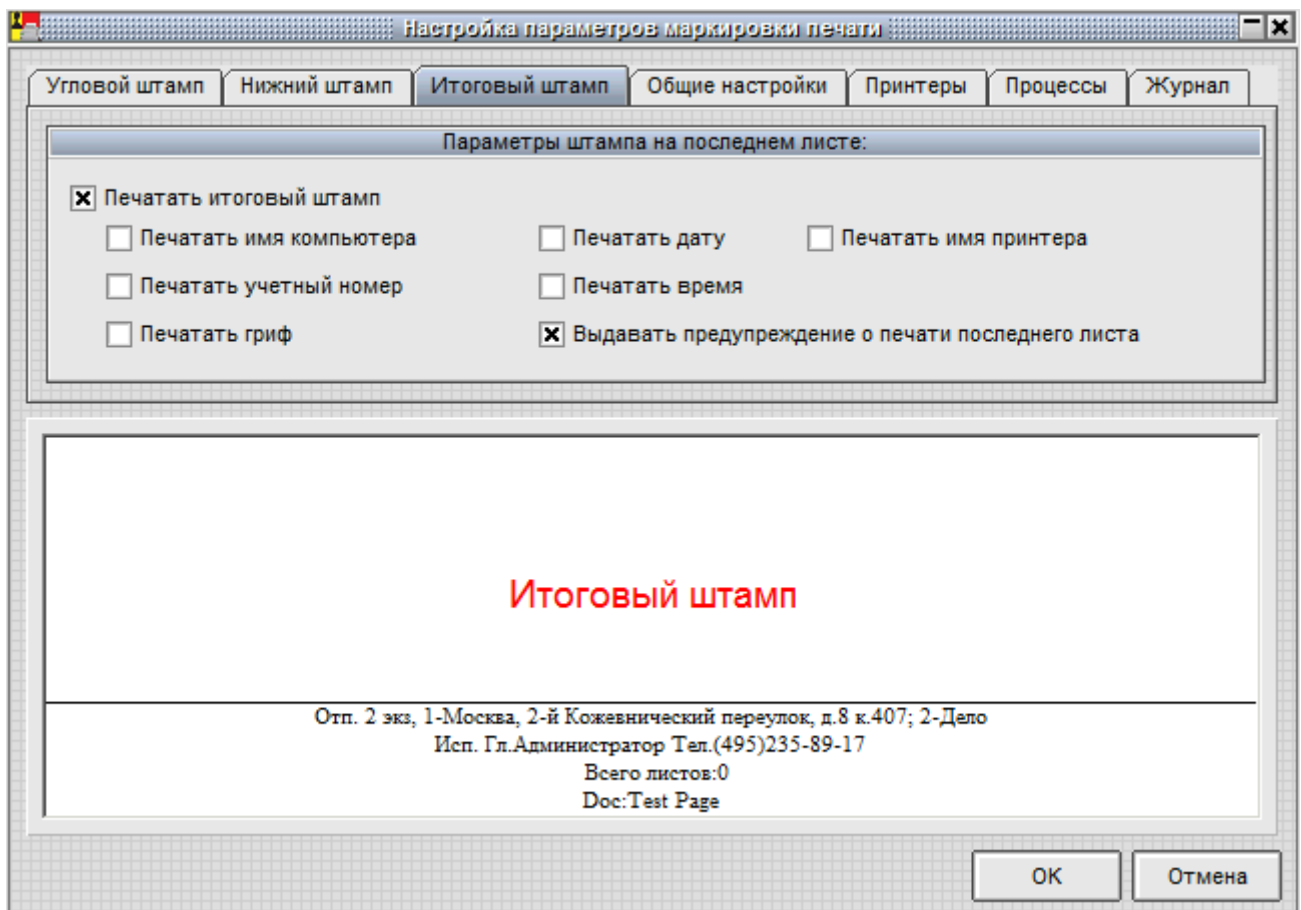 Настройка параметров маркировки печати
Угловой штамп Нижний штамп Итоговый штамп Общие настройки Принтеры Процессы Журнал
Параметры штампа на последнем листе:
Печатать итоговый штамп
Печатать имя компьютера Печатать дату Печатать имя принтера
Печатать учетный номер Печатать время
Печатать гриф Выдавать предупреждение о печати последнего листа
Итоговый штамп
Отп. 2 экз, 1-Москва, 2-й Кожевнический переулок, д.8 к.407; 2-Дело
Исп. Гл.Администратор Тел.(495)235-89-17
Всего листов:0
Doc:Test Page
OK Отмена